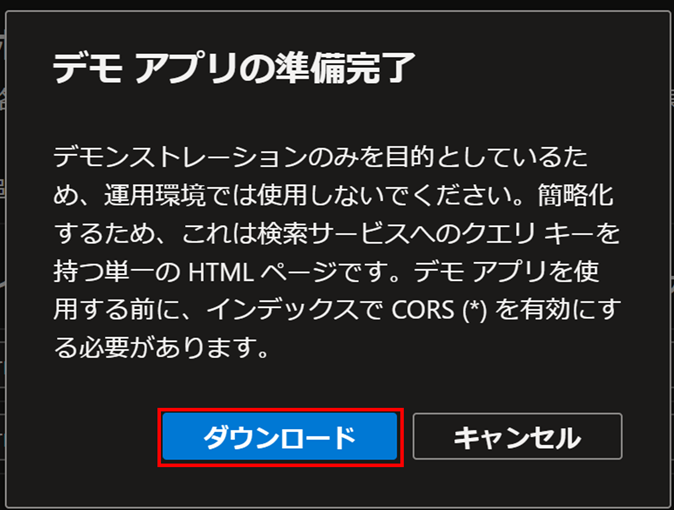 デモ アプリの準備完了
デモンストレーションのみを目的としているた
め、運用環境では使用しないでください。簡略化
するため、これは検索サービスへのクエリ キーを
持つ単一の HTML ページです。デモ アプリを使
用する前に、インデックスで CORS (*) を有効にす
る必要があります。
ダウンロード
キャンセル